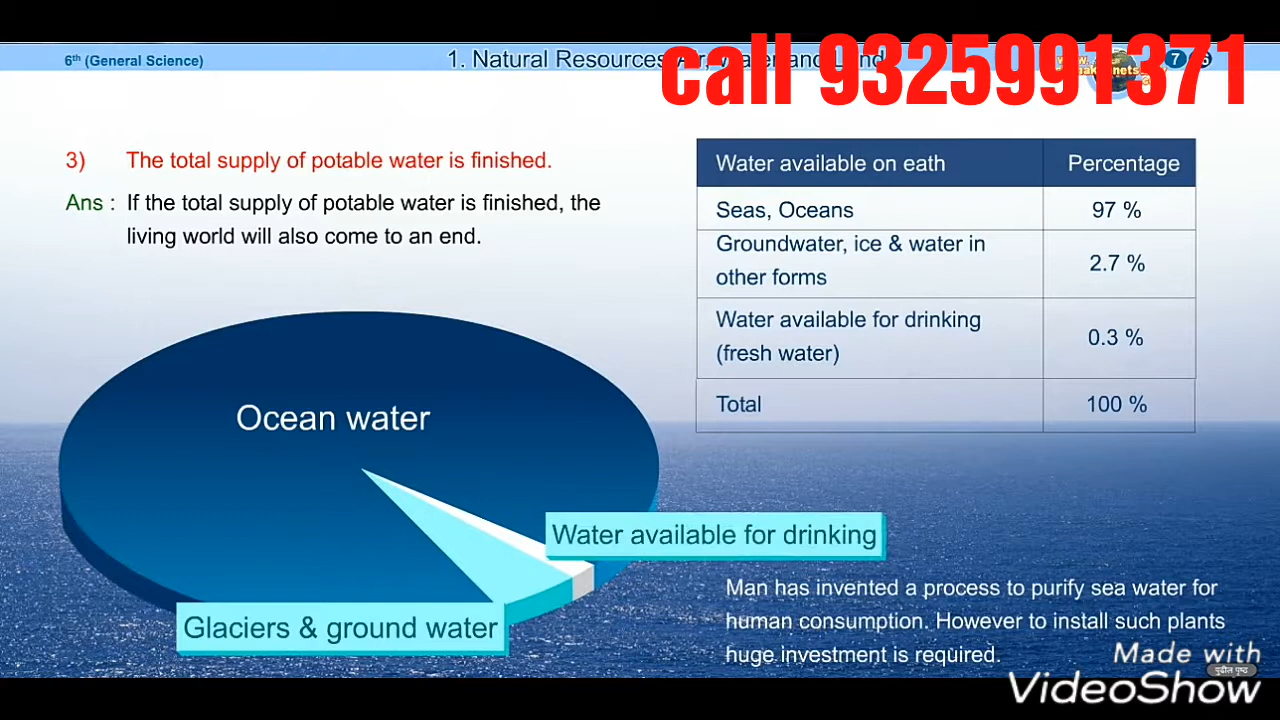 6th (General Science)
1. Natural Resources
call 9325991371
7
3) The total supply of potable water is finished.
Ans : If the total supply of potable water is finished, the
living world will also come to an end.
Water available on eath Percentage
Seas, Oceans 97 %
Groundwater, ice & water in
other forms 2.7 %
Water available for drinking
(fresh water) 0.3 %
Total 100 %
Ocean water
Water available for drinking
Glaciers & ground water
Man has invented a process to purify sea water for
human consumption. However to install such plants
huge investment is required.
Made with
पुढील पृष्ठ
VideoShow